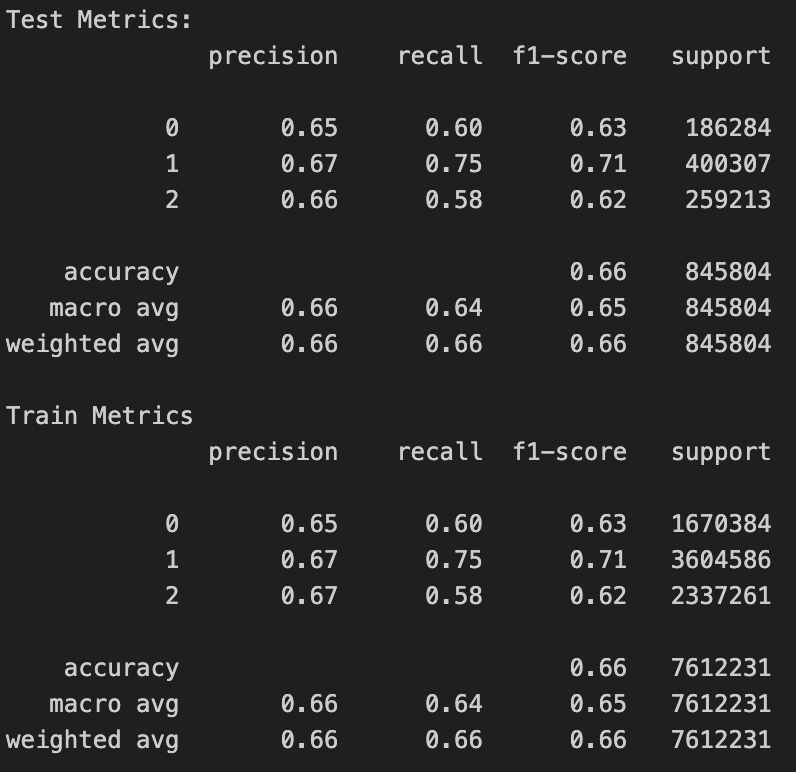 Test Metrics:
precision recall f1-score support
0 0.65 0.60 0.63 186284
1 0.67 0.75 0.71 400307
2 0.66 0.58 0.62 259213
accuracy 0.66 845804
macro avg 0.66 0.64 0.65 845804
weighted avg 0.66 0.66 0.66 845804
Train Metrics
precision recall f1-score support
0 0.65 0.60 0.63 1670384
1 0.67 0.75 0.71 3604586
2 0.67 0.58 0.62 2337261
accuracy 0.66 7612231
macro avg 0.66 0.64 0.65 7612231
weighted avg 0.66 0.66 0.66 7612231